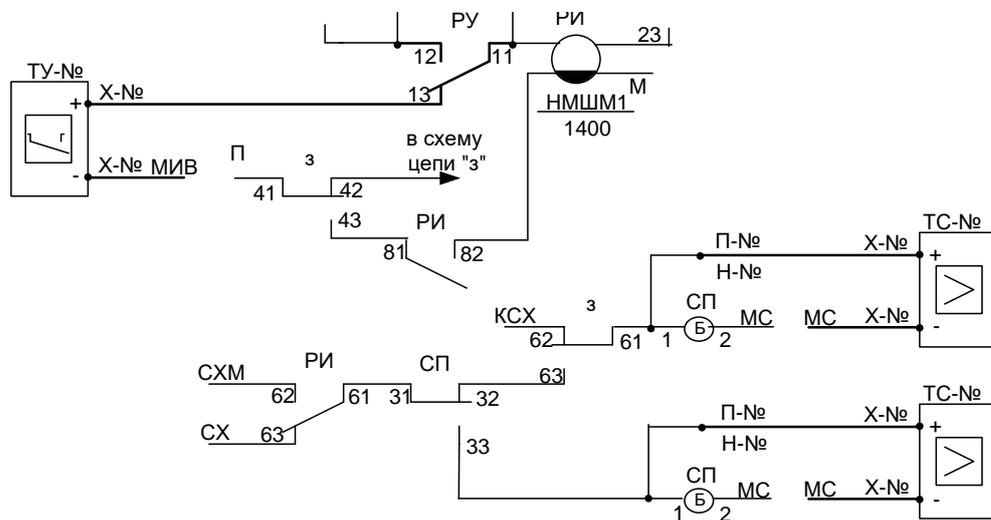 РУ
РИ
12
11
23
13
М
НМШМ1
1400
ТУ-№
+
Х-№
г
-
Х-№
МИВ
П
з
в схему
цепи "з"
41
42
43
РИ
81
82
ТС-№
П-№
Х-№
+
Н-№
КСХ
з
СП
МС
МС
Х-№
62
61
1
Б
2
-
СХМ
РИ
СП
63
62
61
31
32
СХ
63
33
ТС-№
П-№
Х-№
+
Н-№
СП
МС
МС
Х-№
1
Б
2
-